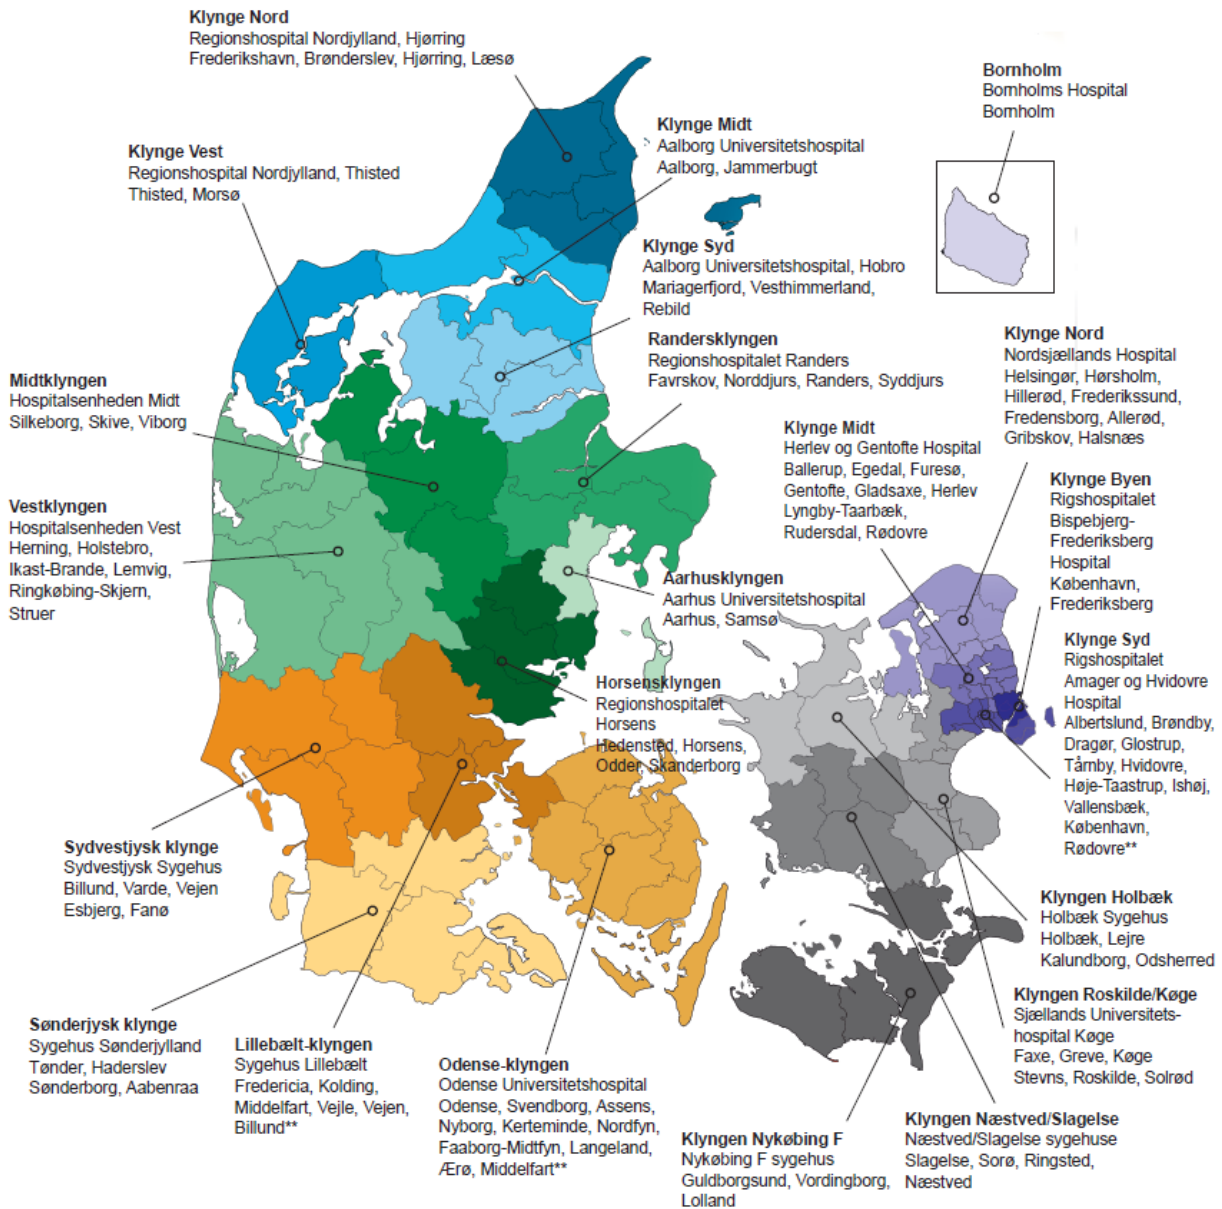 Klynge Nord
Regionshospital Nordjylland, Hjørring
Frederikshavn, Brønderslev, Hjørring, Læsø
Bornholm
Bornholms Hospital
Bornholm
Klynge Midt
Aalborg Universitetshospital
Aalborg, Jammerbugt
Klynge Vest
Regionshospital Nordjylland, Thisted
Thisted, Morsø
Klynge Syd
Aalborg Universitetshospital, Hobro
Mariagerfjord, Vesthimmerland,
Rebild
Randersklyngen
Regionshospitalet Randers
Favrskov, Norddjurs, Randers, Syddjurs
Klynge Nord
Nordsjællands Hospital
Helsingør, Hørsholm,
Hillerød, Frederikssund,
Fredensborg, Allerød,
Gribskov, Halsnæs
Midtklyngen
Hospitalsenheden Midt
Silkeborg, Skive, Viborg
Klynge Midt
Herlev og Gentofte Hospital
Ballerup, Egedal, Furesø,
Gentofte, Gladsaxe, Herlev
Lyngby-Taarbæk,
Rudersdal, Rødovre
Klynge Byen
Rigshospitalet
Bispebjerg-
Frederiksberg
Hospital
København,
Frederiksberg
Vestklyngen
Hospitalsenheden Vest
Herning, Holstebro,
Ikast-Brande, Lemvig,
Ringkøbing-Skjern,
Struer
Aarhusklyngen
Aarhus Universitetshospital
Aarhus, Samsø
Klynge Syd
Rigshospitalet
Amager og Hvidovre
Hospital
Albertslund, Brøndby,
Dragør, Glostrup,
Tårnby, Hvidovre,
Høje-Taastrup, Ishøj,
Vallensbæk,
København,
Rødovre**
Horsensklyngen
Regionshospitalet
Horsens
Hedensted, Horsens,
Odder, Skanderborg
Sydvestjysk klynge
Sydvestjysk Sygehus
Billund, Varde, Vejen
Esbjerg, Fanø
Klyngen Holbæk
Holbæk Sygehus
Holbæk, Lejre
Kalundborg, Odsherred
Klyngen Roskilde/Køge
Sjællands Universitets-
hospital Køge
Faxe, Greve, Køge
Stevns, Roskilde, Solrød
Sønderjysk klynge
Sygehus Sønderjylland
Tønder, Haderslev
Sønderborg, Aabenraa
Lillebælt-klyngen
Sygehus Lillebælt
Fredericia, Kolding,
Middelfart, Vejle, Vejen,
Billund**
Odense-klyngen
Odense Universitetshospital
Odense, Svendborg, Assens,
Nyborg, Kerteminde, Nordfyn,
Faaborg-Midtfyn, Langeland,
Ærø, Middelfart**
Klyngen Nykøbing F
Nykøbing F sygehus
Guldborgsund, Vordingborg,
Lolland
Klyngen Næstved/Slagelse
Næstved/Slagelse sygehuse
Slagelse, Sorø, Ringsted,
Næstved